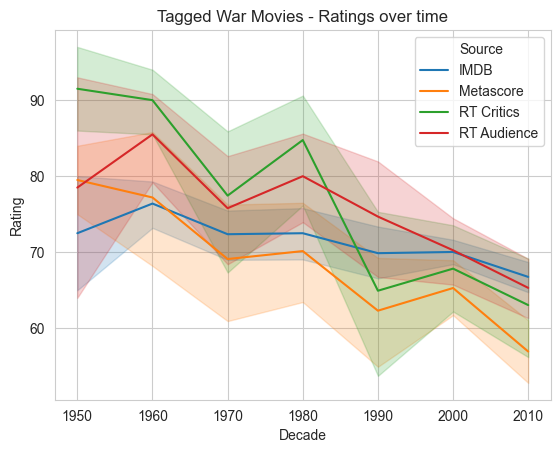 Tagged War Movies - Ratings over time
Source
IMDB
Metascore
RT Critics
RT Audience
Rating
90
80
70
60
1950 1960 1970 1980 1990 2000 2010
Decade